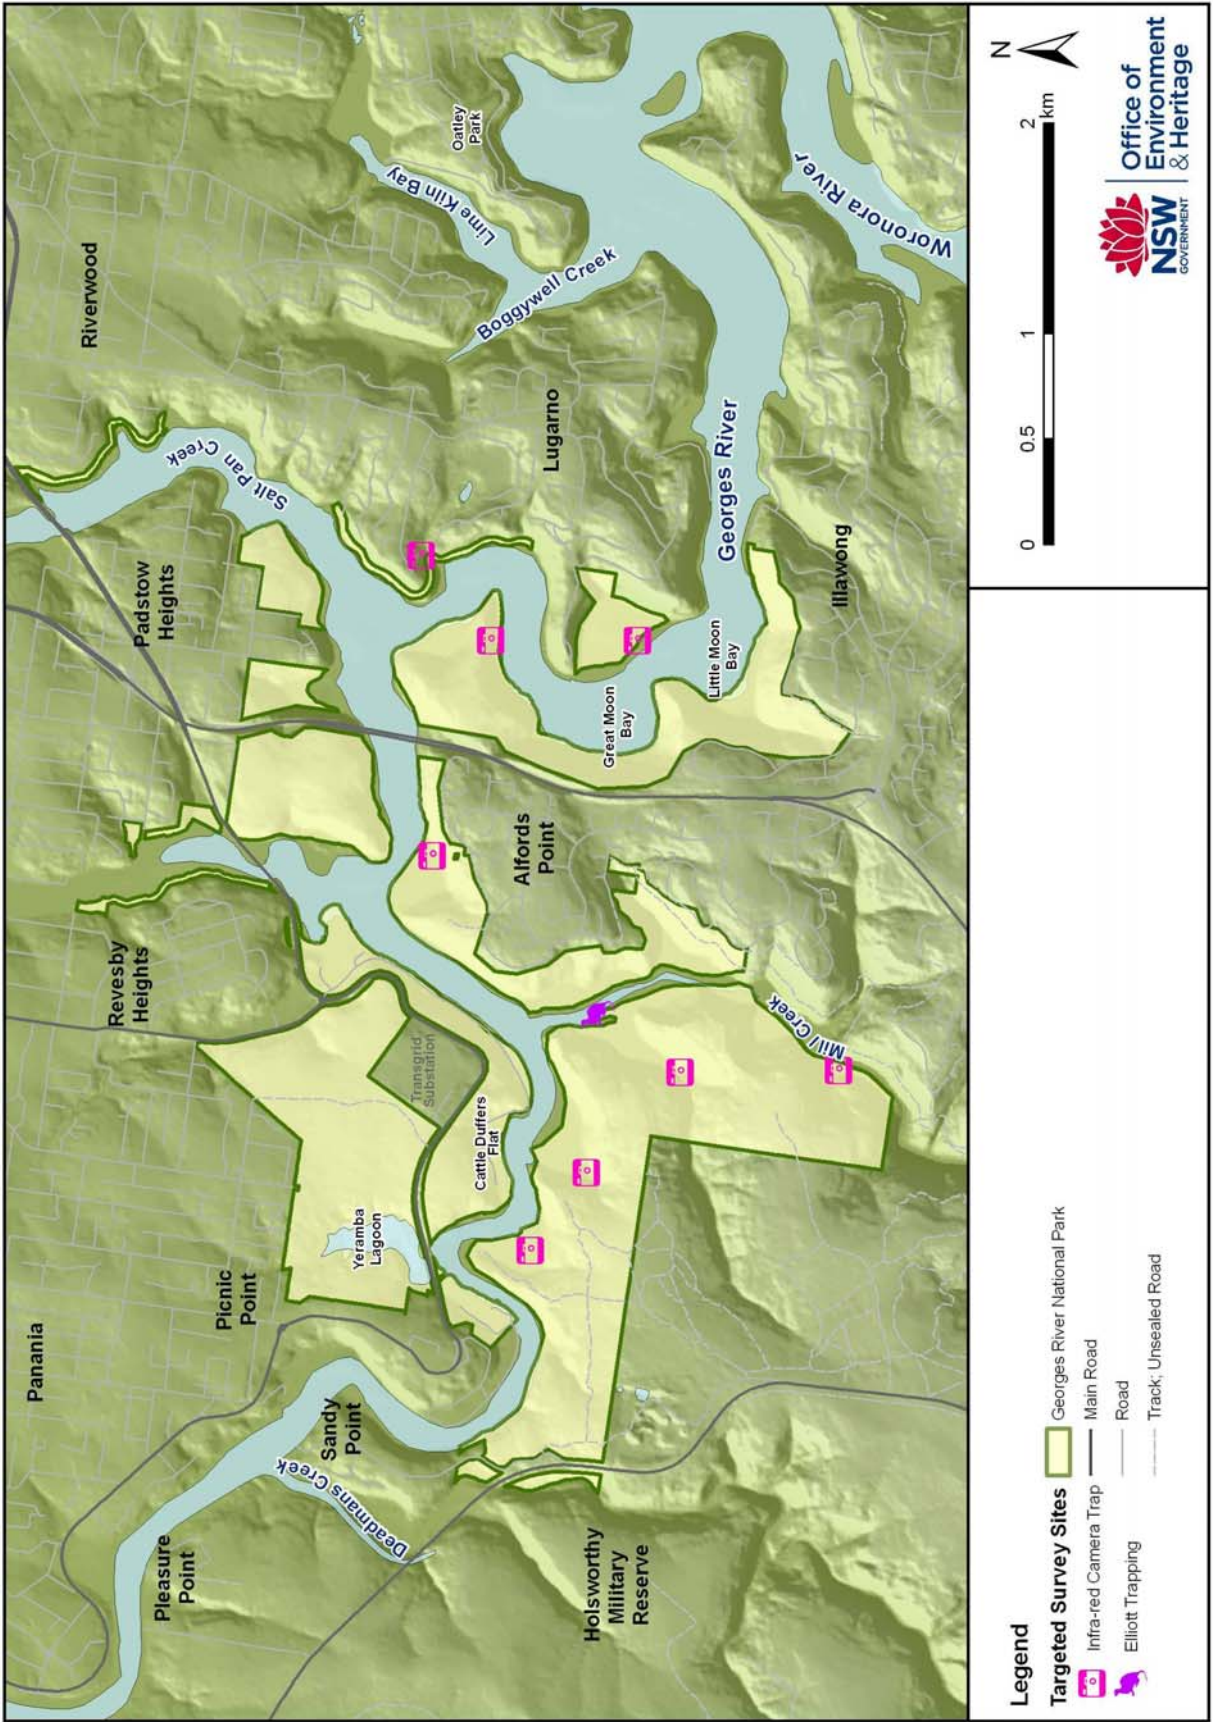 Pleasure
Point
Panania
Picnic
Point
Revesby
Heights
Padstow
Heights
Riverwood
Salt Pan Creek
Lime Kiln Bay
Oatley
Park
Boggywell Creek
Lugarno
Deadmans Creek
Sandy
Point
Yeramba
Lagoon
Transgrid
Substation
Cattle Duffers
Flat
Alfords
Point
Great Moon
Bay
Little Moon
Bay
Georges River
Woronora River
Mill Creek
Illawong
Holsworthy
Military
Reserve
Legend
Targeted Survey Sites
Infra-red Camera Trap
Elliott Trapping
Georges River National Park
Main Road
Road
Track; Unsealed Road
0
0.5
1
2
km
N
NSW
GOVERNMENT
Office of
Environment
& Heritage